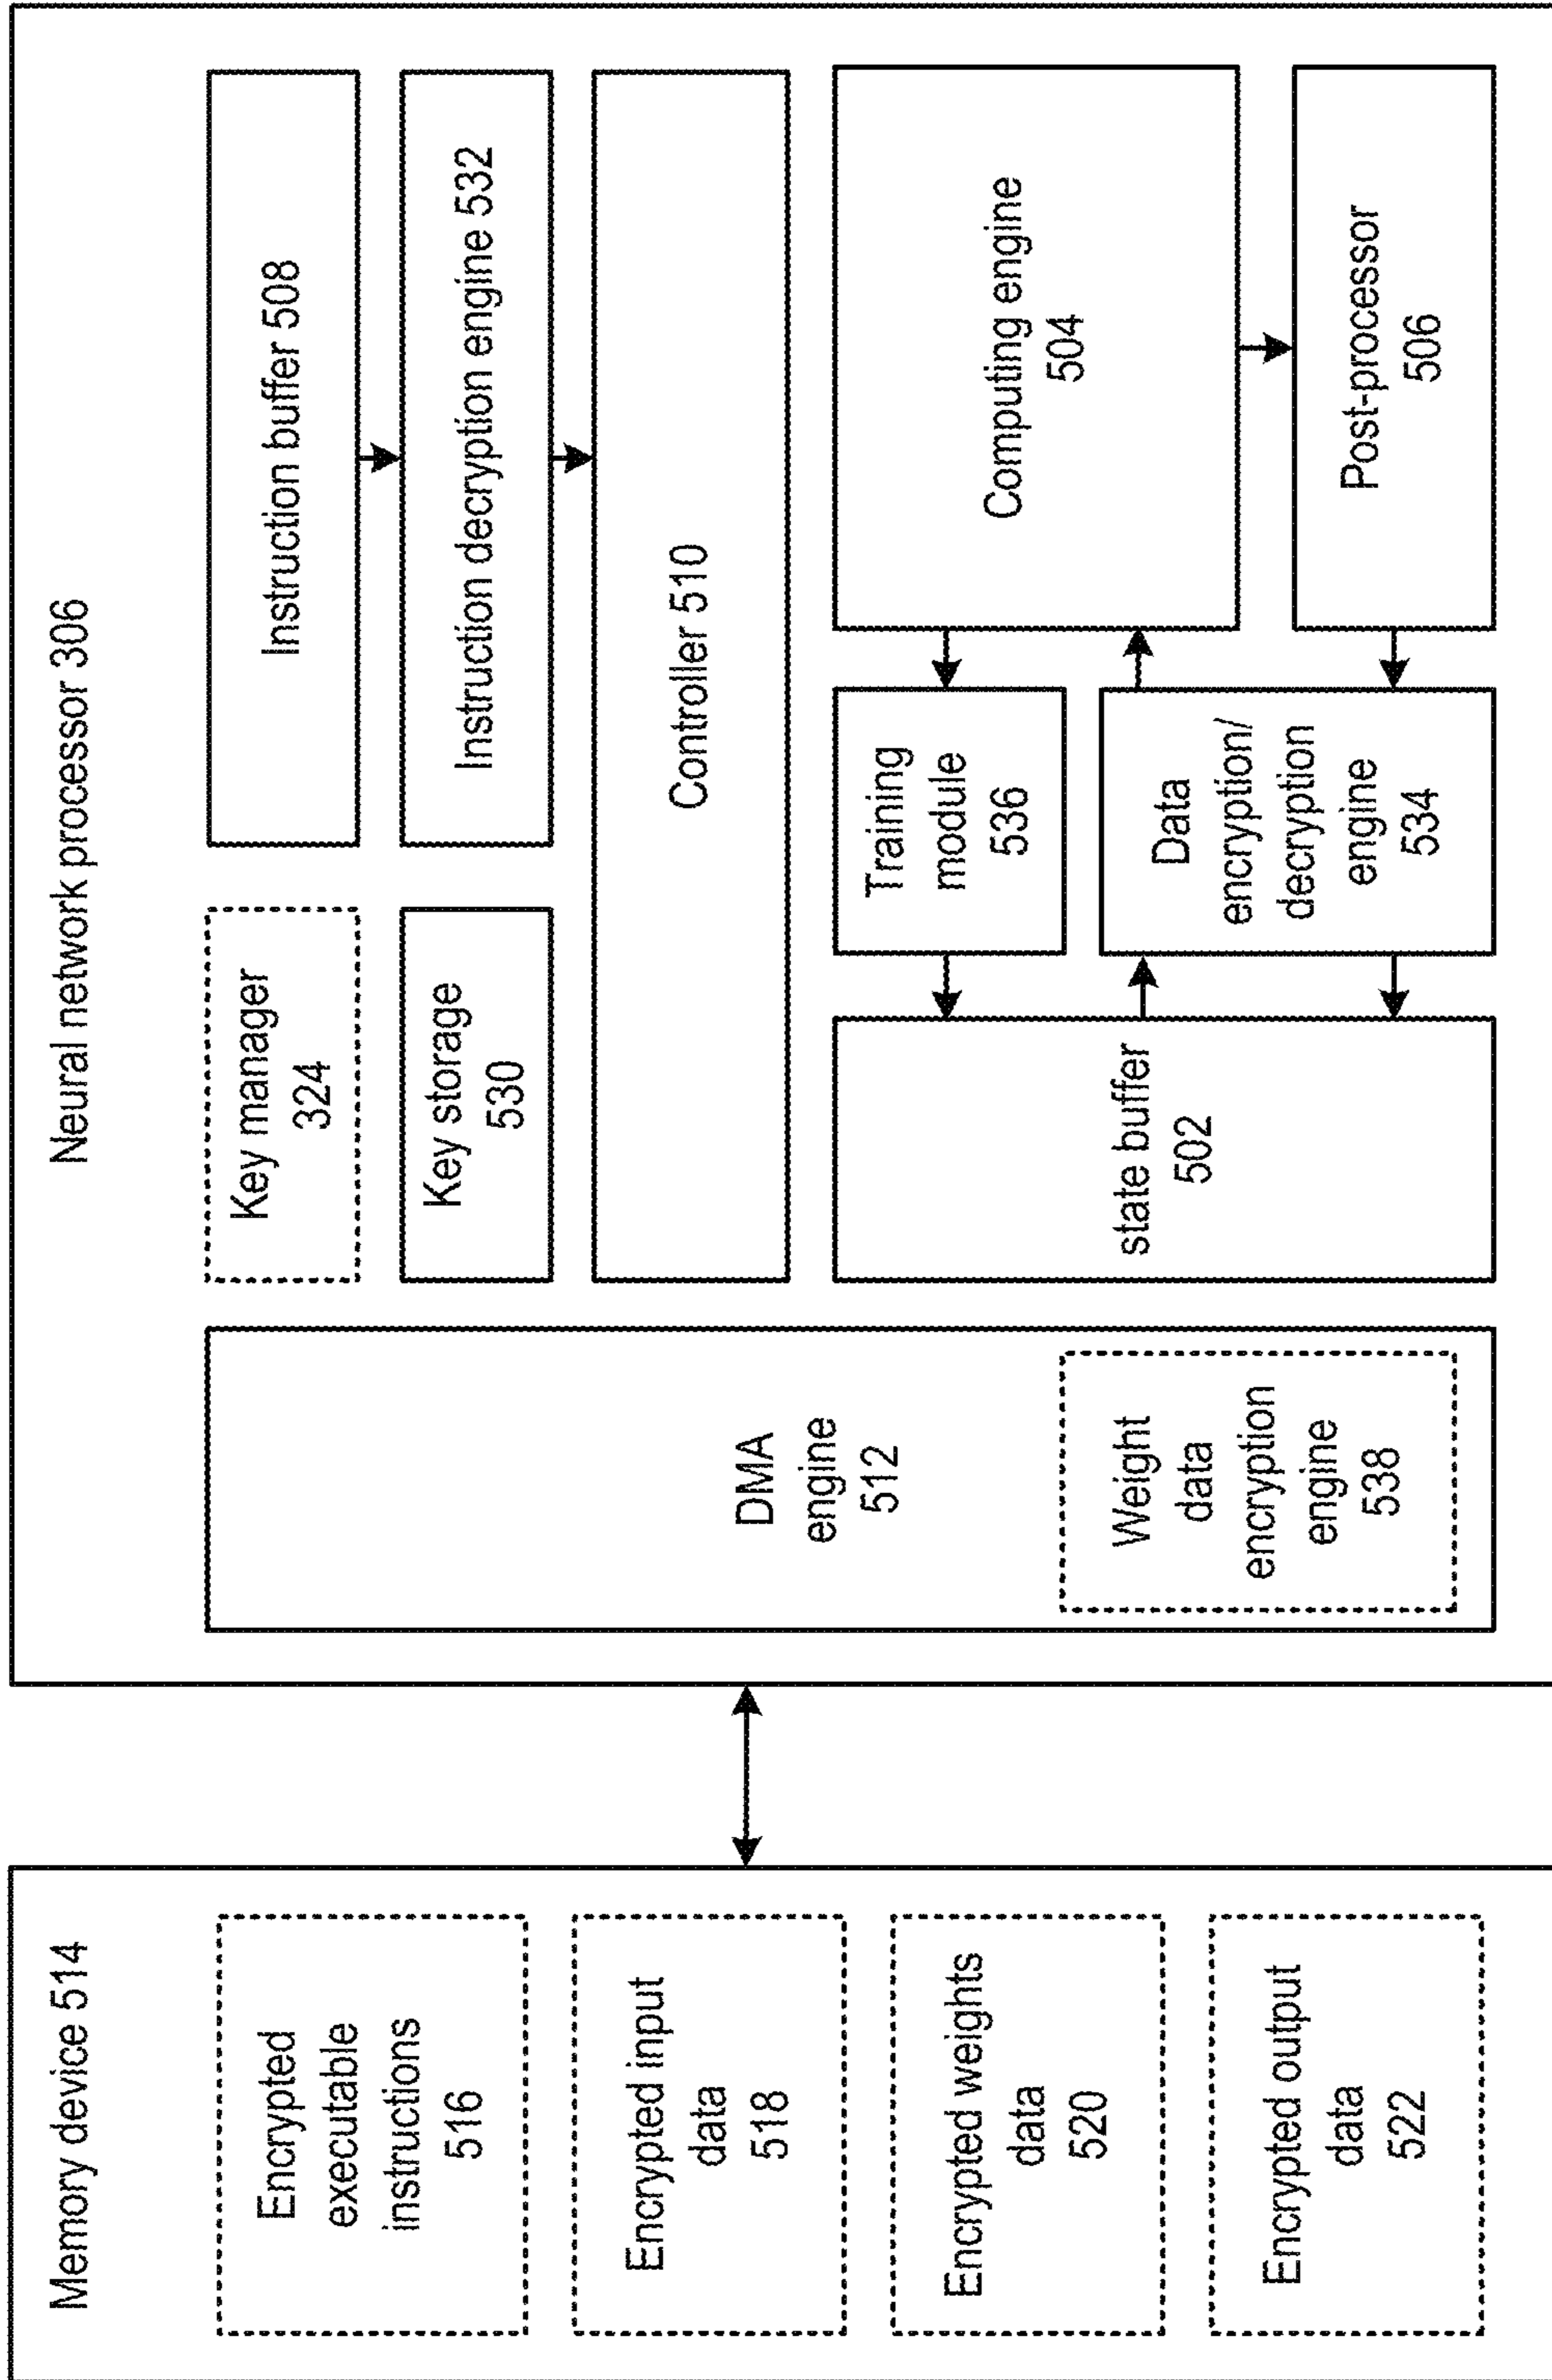 Memory device 514
Encrypted
executable
instructions
516
Encrypted input
data
518
Encrypted weights
data
520
Encrypted output
data
522
Neural network processor 306
DMA
engine
512
Weight
data
encryption
engine
538
Key manager
324
Key storage
530
Instruction buffer 508
Instruction decryption engine 532
Controller 510
state buffer
502
Training
module
536
Data
encryption/
decryption
engine
534
Computing engine
504
Post-processor
506